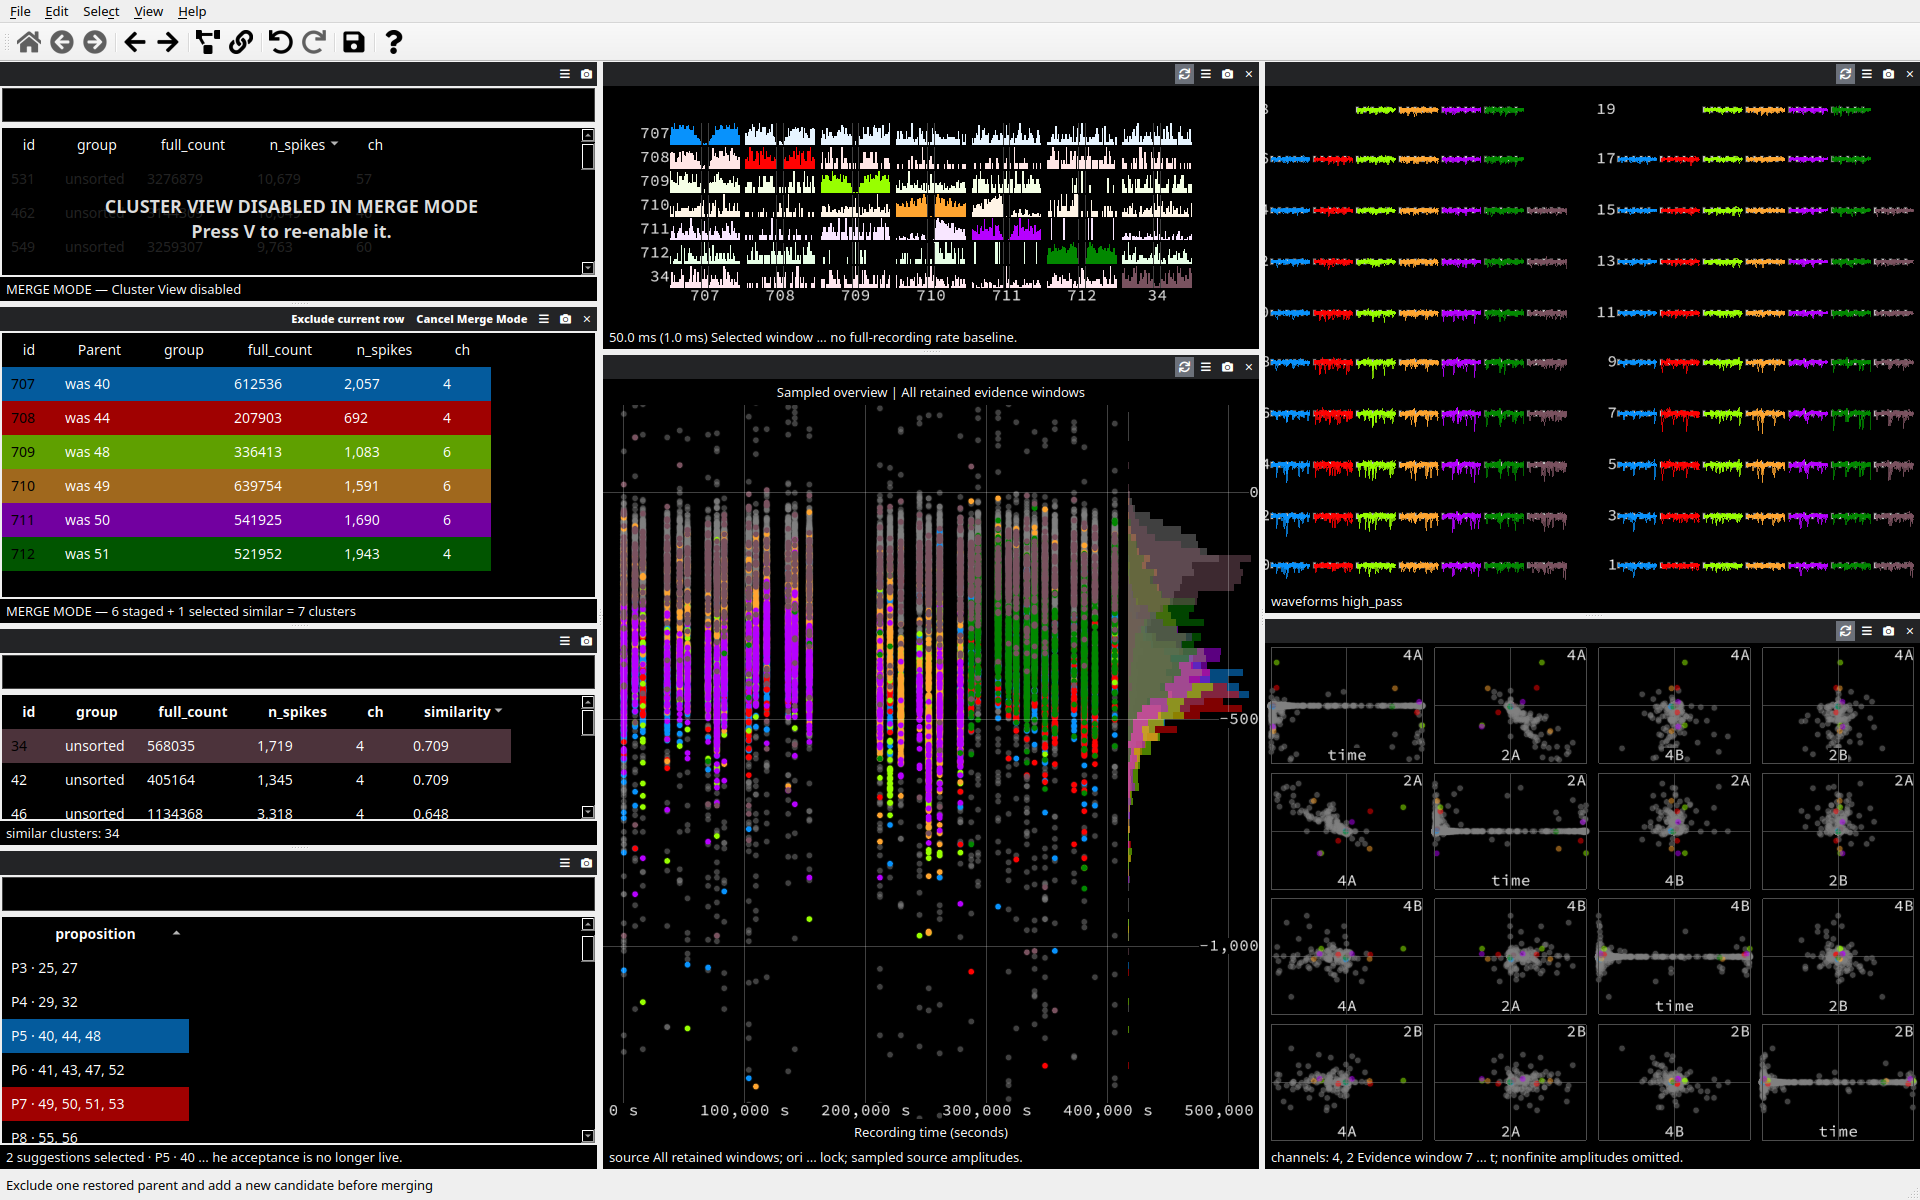 File Edit Select View Help
id group full_count n_spikes ch
531 unsorted 3276879 10,679 57
462
CLUSTER VIEW DISABLED IN MERGE MODE
Press V to re-enable it.
549 unsorted 3259307 9,763 60
MERGE MODE — Cluster View disabled
Exclude current row Cancel Merge Mode
id Parent group full_count n_spikes ch
707 was 40 612536 2,057 4
708 was 44 207903 692 4
709 was 48 336413 1,083 6
710 was 49 639754 1,591 6
711 was 50 541925 1,690 6
712 was 51 521952 1,943 4
MERGE MODE — 6 staged + 1 selected similar = 7 clusters
id group full_count n_spikes ch similarity
34 unsorted 568035 1,719 4 0.709
42 unsorted 405164 1,345 4 0.709
46 unsorted 1134368 3,318 4 0.648
similar clusters: 34
proposition
P3 · 25, 27
P4 · 29, 32
P5 · 40, 44, 48
P6 · 41, 43, 47, 52
P7 · 49, 50, 51, 53
P8 · 55, 56
2 suggestions selected · P5 · 40 ... he acceptance is no longer live.
Exclude one restored parent and add a new candidate before merging
707
708
709
710
711
712
34
707 708 709 710 711 712 34
50.0 ms (1.0 ms) Selected window ... no full-recording rate baseline.
Sampled overview | All retained evidence windows
0
−500
−1,000
0 s 100,000 s 200,000 s 300,000 s 400,000 s 500,000
Recording time (seconds)
source All retained windows; ori ... lock; sampled source amplitudes.
19
17
15
13
11
9
7
5
3
1
waveforms high_pass
4A 4A 4A 4A
time 2A 4B 2B
2A 2A 2A 2A
4A time 4B 2B
4B 4B 4B 4B
4A 2A time 2B
2B 2B 2B 2B
4A 2A 4B time
channels: 4, 2 Evidence window 7 ... t; nonfinite amplitudes omitted.